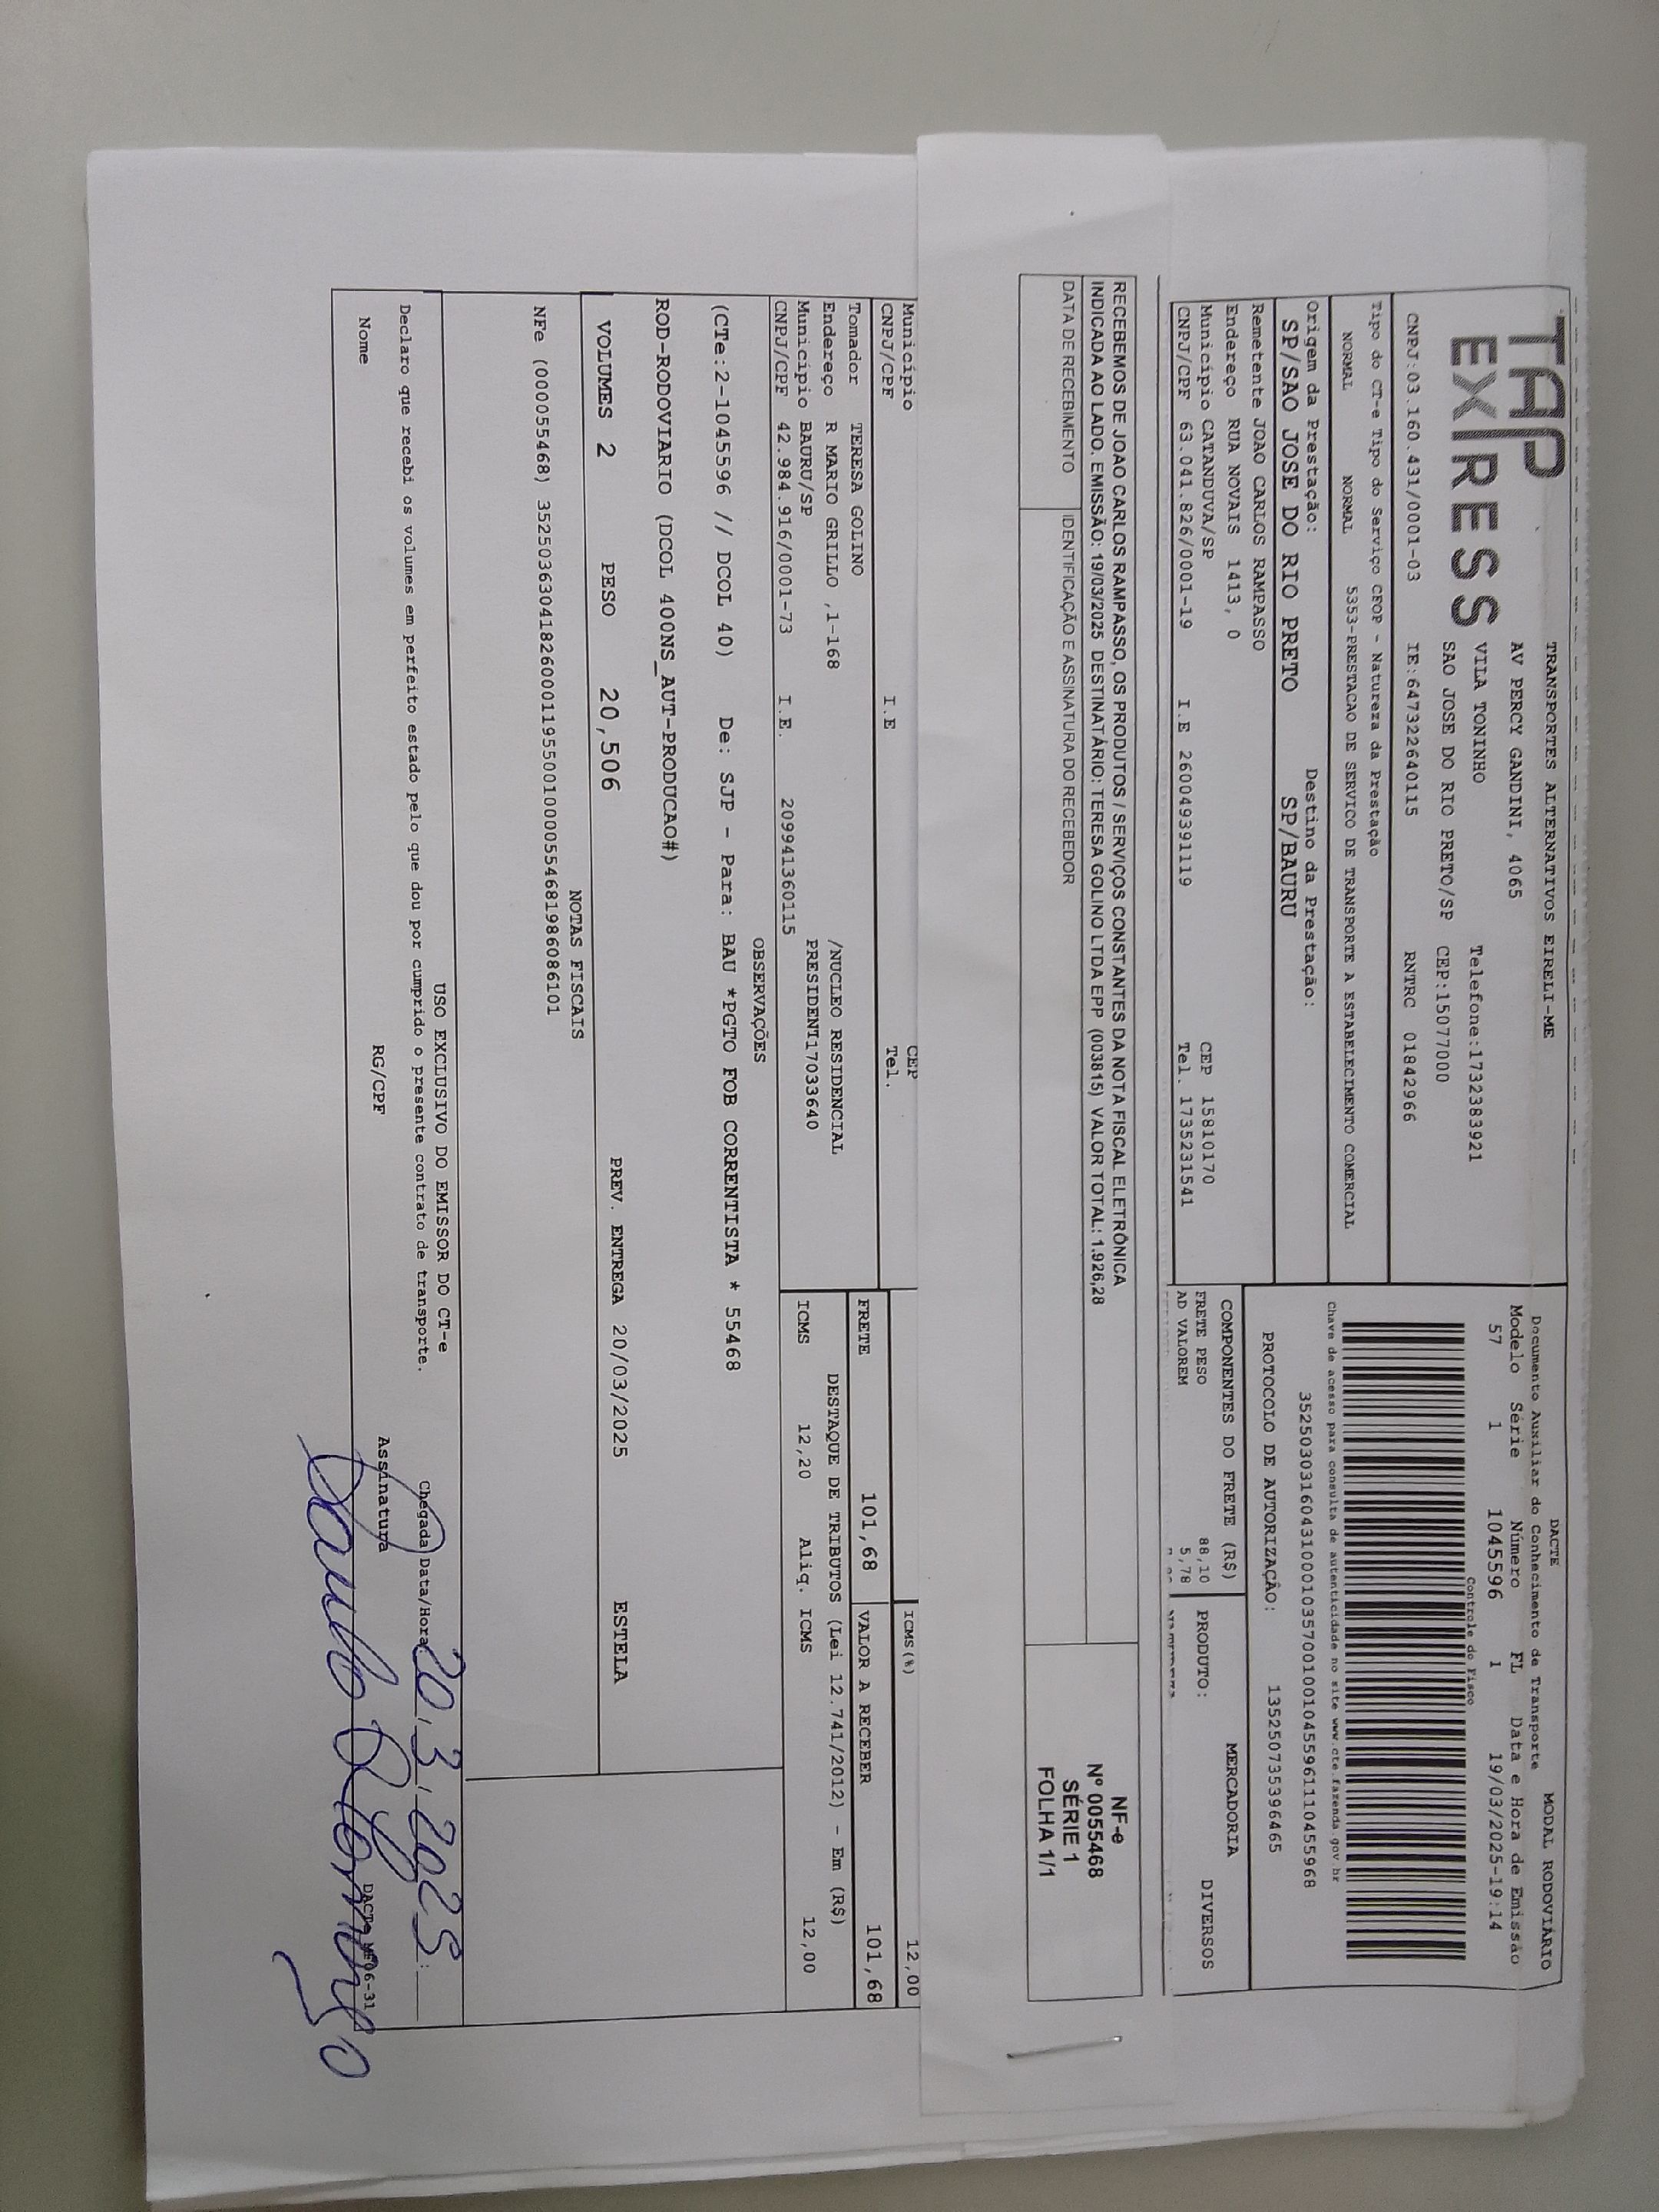 TAP EXPRESS
TRANSPORTES ALTERNATIVOS EIRELI-ME
AV PERCY GANDINI, 4065
VILA TONINHO Telefone:1732383921
SAO JOSE DO RIO PRETO/SP CEP:15077000
CNPJ:03.160.431/0001-03 IE:647322640115 RNTRC 01842966
Tipo do CT-e Tipo do Serviço CFOP - Natureza da Prestação
NORMAL NORMAL 5353-PRESTACAO DE SERVICO DE TRANSPORTE A ESTABELECIMENTO COMERCIAL
Origem da Prestação: Destino da Prestação:
SP/SAO JOSE DO RIO PRETO SP/BAURU
Remetente JOAO CARLOS RAMPASSO
Endereço RUA NOVAIS 1413, 0
Município CATANDUVA/SP CEP 15810170
CNPJ/CPF 63.041.826/0001-19 I.E 260049391119 Tel. 1735231541
DACTE MODAL RODOVIÁRIO
Documento Auxiliar do Conhecimento de Transporte
Modelo Série Número FL Data e Hora de Emissão
57 1 1045596 1 19/03/2025-19:14
Controle do Fisco
Chave de acesso para consulta de autenticidade no site www.cte.fazenda.gov.br
35250303160431000103570010010455961110455968
PROTOCOLO DE AUTORIZAÇÃO: 135250735396465
COMPONENTES DO FRETE (R$) MERCADORIA
FRETE PESO 88,10 PRODUTO: DIVERSOS
AD VALOREM 5,78
RECEBEMOS DE JOAO CARLOS RAMPASSO, OS PRODUTOS / SERVIÇOS CONSTANTES DA NOTA FISCAL ELETRÔNICA
INDICADA AO LADO. EMISSÃO: 19/03/2025 DESTINATÁRIO: TERESA GOLINO LTDA EPP (003815) VALOR TOTAL: 1.926,28
DATA DE RECEBIMENTO IDENTIFICAÇÃO E ASSINATURA DO RECEBEDOR
NF-e
Nº 0055468
SÉRIE 1
FOLHA 1/1
Município CEP
CNPJ/CPF I.E Tel.
ICMS(%) 12,00
Tomador TERESA GOLINO
Endereço R MARIO GRILLO ,1-168 /NUCLEO RESIDENCIAL
Município BAURU/SP PRESIDENT17033640
CNPJ/CPF 42.984.916/0001-73 I.E. 209941360115
FRETE 101,68 VALOR A RECEBER 101,68
DESTAQUE DE TRIBUTOS (Lei 12.741/2012) - Em (R$)
ICMS 12,20 Aliq. ICMS 12,00
OBSERVAÇÕES
(CTe:2-1045596 // DCOL 40) De: SJP - Para: BAU *PGTO FOB CORRENTISTA * 55468
ROD-RODOVIARIO (DCOL 400NS_AUT-PRODUCAO#)
VOLUMES 2 PESO 20,506 PREV. ENTREGA 20/03/2025 ESTELA
NOTAS FISCAIS
NFe (000055468) 35250363041826000119550010000554681986086101
USO EXCLUSIVO DO EMISSOR DO CT-e
Declaro que recebi os volumes em perfeito estado pelo que dou por cumprido o presente contrato de transporte.
Chegada Data/Hora 20,3,2025 :
Nome RG/CPF Assinatura